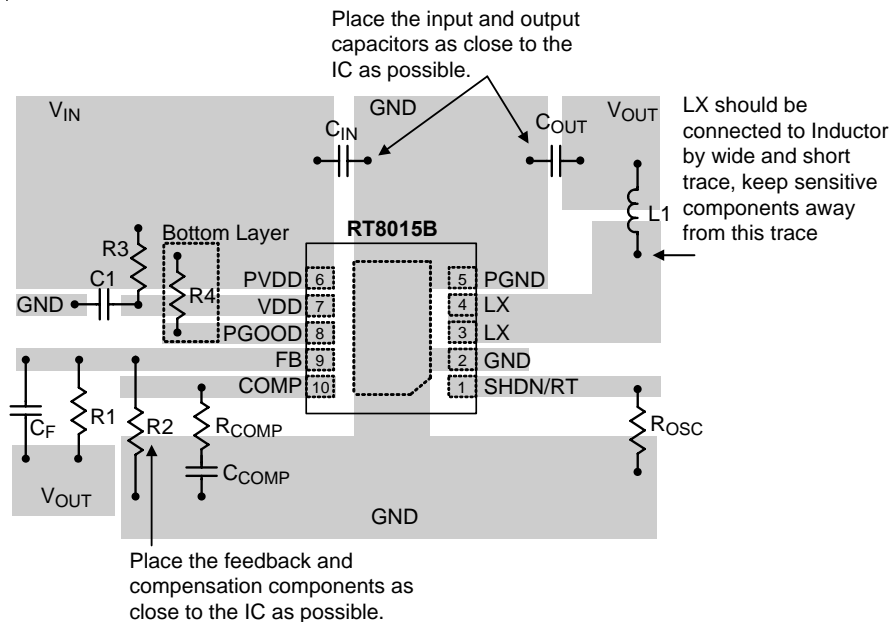 Place the input and output
capacitors as close to the
IC as possible.
VIN
GND
CIN
COUT
VOUT
LX should be
connected to Inductor
by wide and short
trace, keep sensitive
components away
from this trace
L1
Bottom Layer
RT8015B
R3
C1
R4
GND
PVDD 6
5 PGND
VDD 7
4 LX
PGOOD 8
3 LX
FB 9
2 GND
COMP 10
1 SHDN/RT
CF
R1
R2
RCOMP
ROSC
CCOMP
VOUT
GND
Place the feedback and
compensation components as
close to the IC as possible.